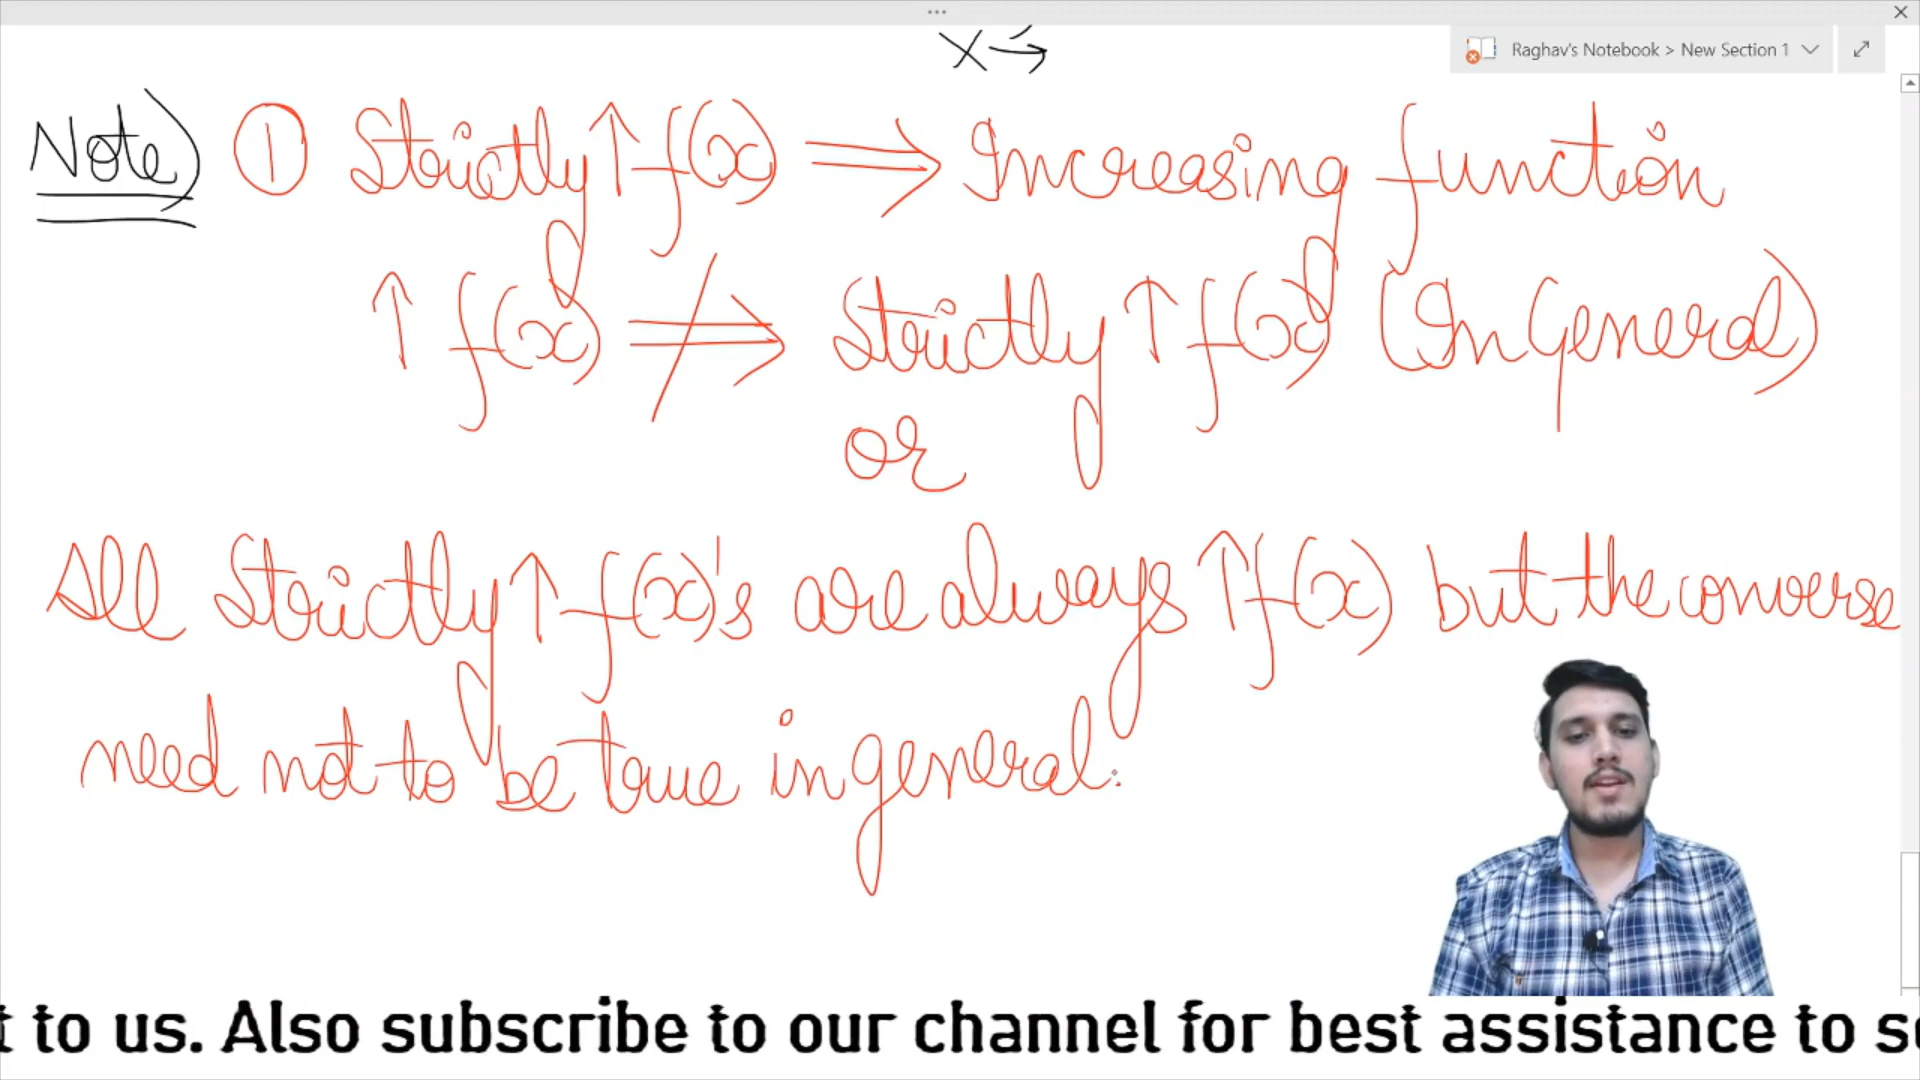 X→
Raghav's Notebook > New Section 1
Note) ① Strictly ↑ f(x) ⟹ Increasing function
↑ f(x) ⇏ Strictly ↑ f(x) (In General)
or
All Strictly ↑ f(x)'s are always ↑ f(x) but the converse
need not to be true in general.
t to us. Also subscribe to our channel for best assistance to s